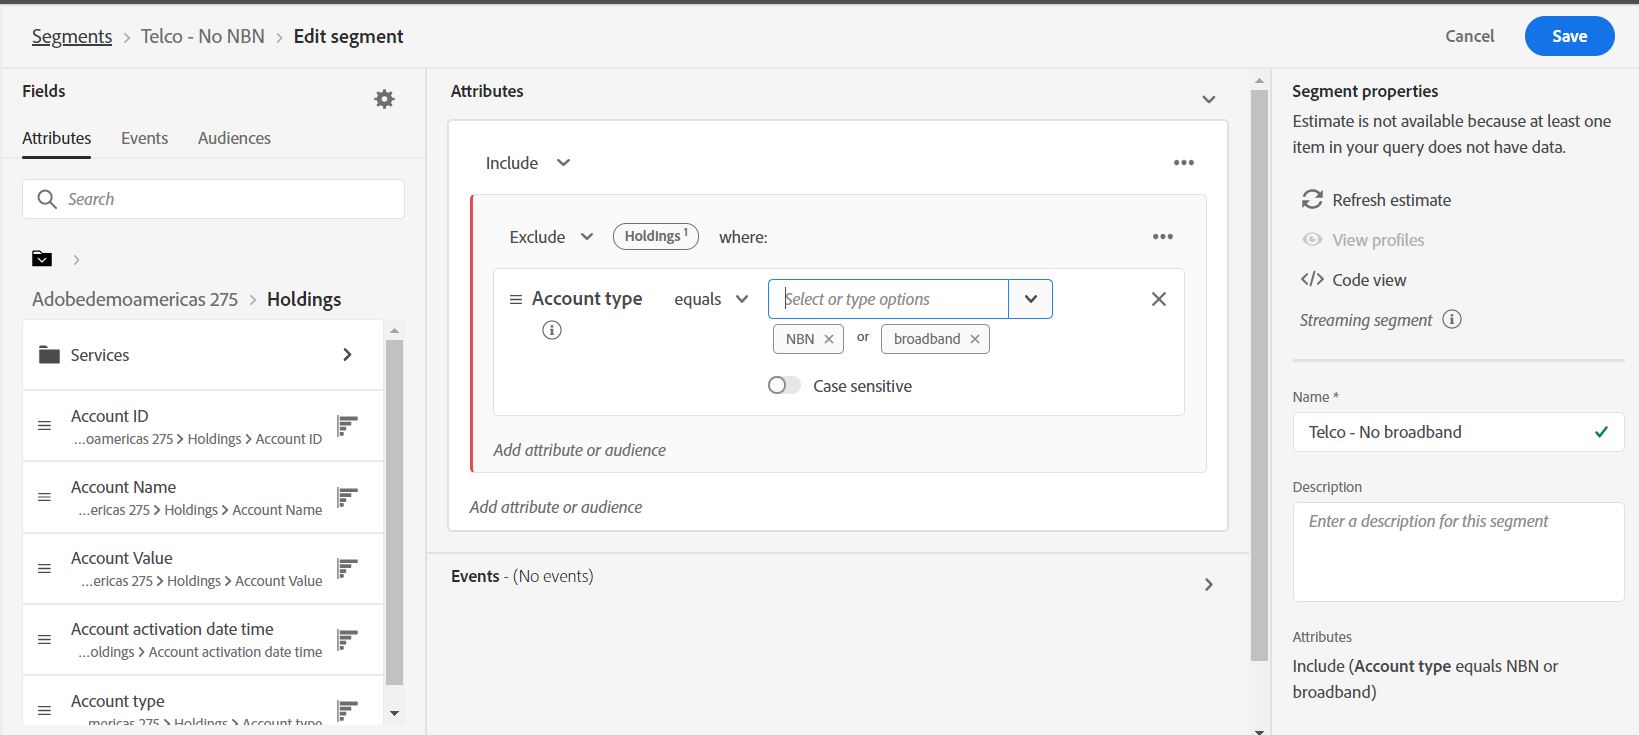 Segments > Telco - No NBN > Edit segment
Cancel
Save
Fields
Attributes
Events
Audiences
Search
Adobedemoamericas 275 > Holdings
Services
Account ID
...oamericas 275 > Holdings > Account ID
Account Name
...ericas 275 > Holdings > Account Name
Account Value
...ericas 275 > Holdings > Account Value
Account activation date time
...oldings > Account activation date time
Account type
...mericas 275 > Holdings > Account type
Attributes
Include
Exclude
Holdings 1
where:
Account type
equals
Select or type options
NBN
or
broadband
Case sensitive
Add attribute or audience
Add attribute or audience
Events - (No events)
Segment properties
Estimate is not available because at least one
item in your query does not have data.
Refresh estimate
View profiles
</> Code view
Streaming segment
Name *
Telco - No broadband
Description
Enter a description for this segment
Attributes
Include (Account type equals NBN or
broadband)